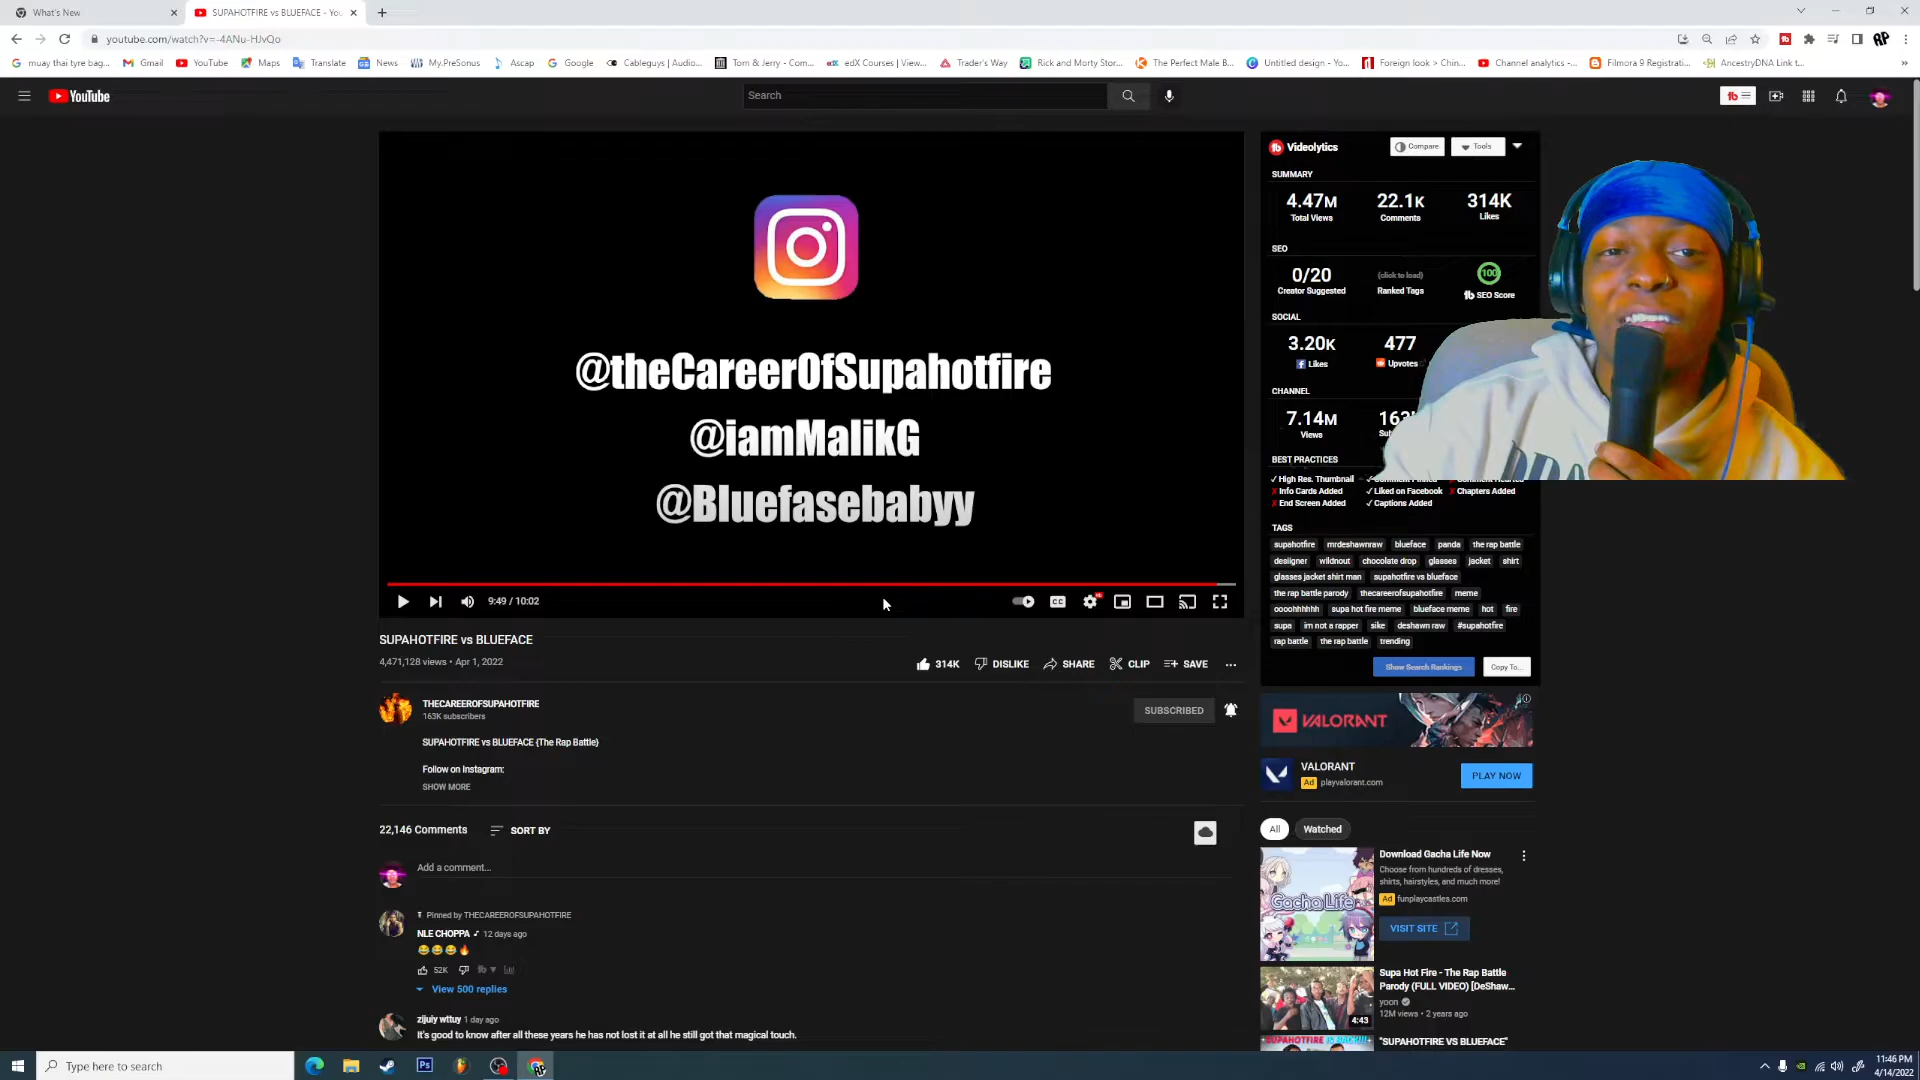 What's New
SUPAHOTFIRE vs BLUEFACE - You
youtube.com/watch?v=-4ANu-HJvQo
muay thai tyre bag...
Gmail
YouTube
Maps
Translate
News
My.PreSonus
Ascap
Google
Cableguys | Audio...
Tom & Jerry - Com...
edX Courses | View...
Trader's Way
Rick and Morty Stor...
The Perfect Male B...
Untitled design - Yo...
Foreign look > Chin...
Channel analytics -...
Filmora 9 Registrati...
AncestryDNA Link t...
YouTube
Search
@theCareerOfSupahotfire
@iamMalikG
@Bluefasebabyy
9:49 / 10:02
CC
SUPAHOTFIRE vs BLUEFACE
4,471,128 views • Apr 1, 2022
314K
DISLIKE
SHARE
CLIP
SAVE
THECAREEROFSUPAHOTFIRE
163K subscribers
SUBSCRIBED
SUPAHOTFIRE vs BLUEFACE {The Rap Battle}
Follow on Instagram:
SHOW MORE
22,146 Comments
SORT BY
Add a comment...
Pinned by THECAREEROFSUPAHOTFIRE
NLE CHOPPA 12 days ago
52K
View 500 replies
zijuiy wttuy 1 day ago
It's good to know after all these years he has not lost it at all he still got that magical touch.
Videolytics
Compare
Tools
SUMMARY
4.47M 22.1K 314K
Total Views Comments Likes
SEO
0/20 (click to load) 100
Creator Suggested Ranked Tags SEO Score
SOCIAL
3.20K 477
Likes Upvotes
CHANNEL
7.14M
Views
BEST PRACTICES
High Res. Thumbnail
Info Cards Added Liked on Facebook Chapters Added
End Screen Added Captions Added
TAGS
supahotfire mrdeshawnraw blueface panda the rap battle
desiigner wildnout chocolate drop glasses jacket shirt
glasses jacket shirt man supahotfire vs blueface
the rap battle parody thecareerofsupahotfire meme
oooohhhhhh supa hot fire meme blueface meme hot fire
supa im not a rapper sike deshawn raw #supahotfire
rap battle the rap battle trending
Show Search Rankings
Copy To...
VALORANT
VALORANT
Ad playvalorant.com
PLAY NOW
All
Watched
Gacha Life
Download Gacha Life Now
Choose from hundreds of dresses,
shirts, hairstyles, and much more!
Ad funplaycastles.com
VISIT SITE
4:43
Supa Hot Fire - The Rap Battle
Parody (FULL VIDEO) [DeShaw...
yoon
12M views • 2 years ago
"SUPAHOTFIRE VS BLUEFACE"
Type here to search
Ps
11:46 PM
4/14/2022